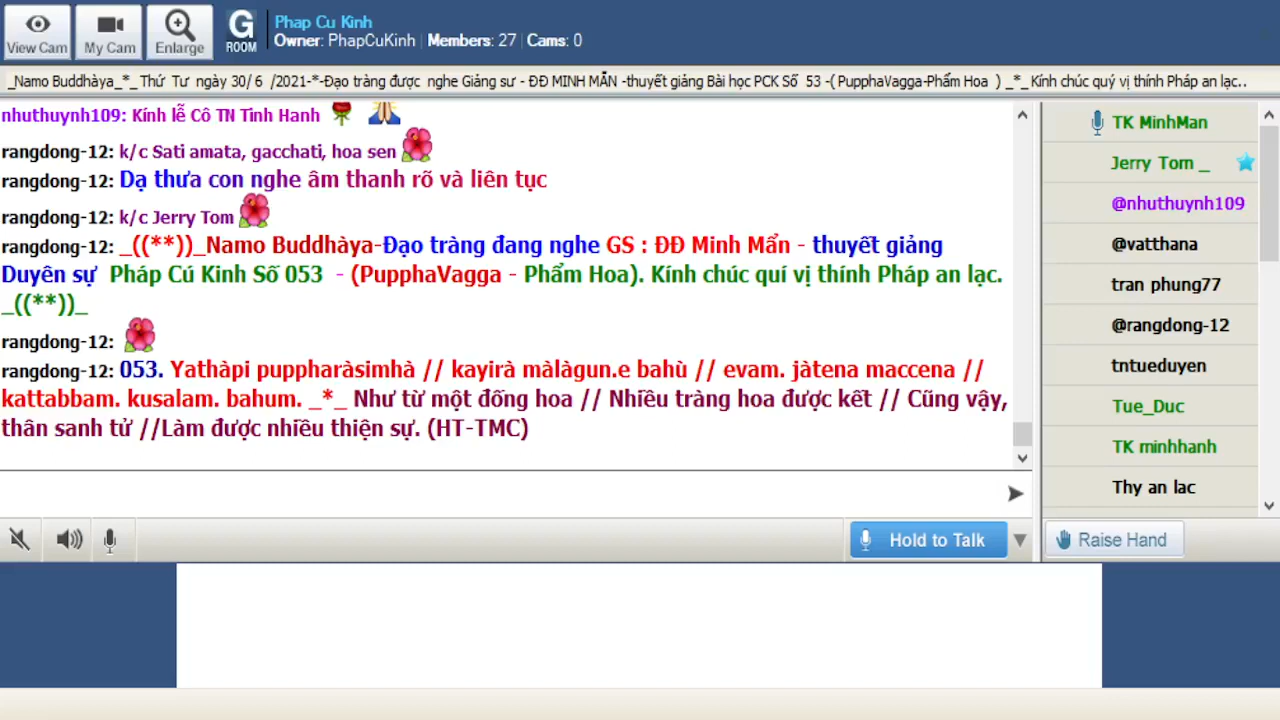 Phap Cu Kinh
View Cam
My Cam
Enlarge
G
ROOM
Owner: PhapCuKinh | Members: 27 | Cams: 0
_Namo Buddhàya_*_Thứ Tư ngày 30/ 6 /2021-*-Đạo tràng được nghe Giảng sư - ĐĐ MINH MẪN -thuyết giảng Bài học PCK Số 53 -( PupphaVagga-Phẩm Hoa ) _*_Kính chúc quý vị thính Pháp an lạc..
nhuthuynh109: Kính lễ Cô TN Tinh Hanh
rangdong-12: k/c Sati amata, gacchati, hoa sen
rangdong-12: Dạ thưa con nghe âm thanh rõ và liên tục
rangdong-12: k/c Jerry Tom
rangdong-12: _((**))_Namo Buddhàya-Đạo tràng đang nghe GS : ĐĐ Minh Mẩn - thuyết giảng
Duyên sự Pháp Cú Kinh Số 053 - (PupphaVagga - Phẩm Hoa). Kính chúc quí vị thính Pháp an lạc.
_((**))_
rangdong-12:
rangdong-12: 053. Yathàpi puppharàsimhà // kayirà màlàgun.e bahù // evam. jàtena maccena //
kattabbam. kusalam. bahum. _*_ Như từ một đống hoa // Nhiều tràng hoa được kết // Cũng vậy,
thân sanh tử //Làm được nhiều thiện sự. (HT-TMC)
TK MinhMan
Jerry Tom _
@nhuthuynh109
@vatthana
tran phung77
@rangdong-12
tntueduyen
Tue_Duc
TK minhhanh
Thy an lac
Hold to Talk
Raise Hand